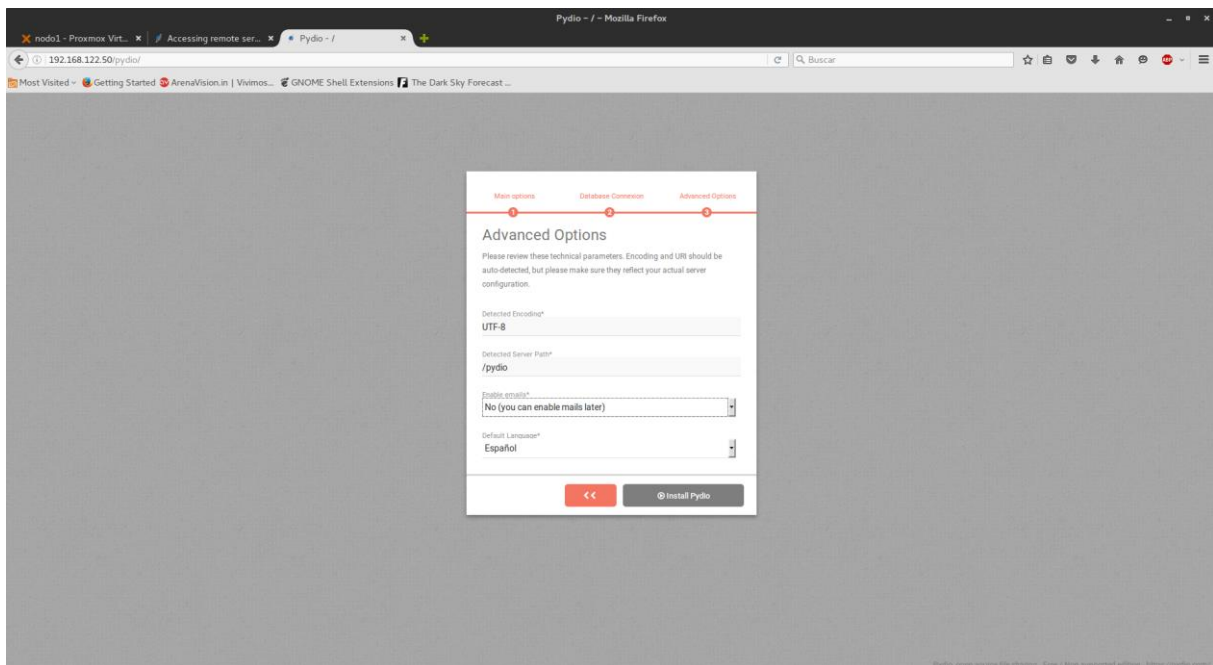 Pydio - / - Mozilla Firefox
nodo1 - Proxmox Virt...
Accessing remote ser...
Pydio - /
192.168.122.50/pydio/
Buscar
Most Visited
Getting Started
ArenaVision.in | Vivimos...
GNOME Shell Extensions
The Dark Sky Forecast ...
Main options
Database Connexion
Advanced Options
1
2
3
Advanced Options
Please review these technical parameters. Encoding and URI should be
auto-detected, but please make sure they reflect your actual server
configuration.
Detected Encoding*
UTF-8
Detected Server Path*
/pydio
Enable emails*
No (you can enable mails later)
Default Language*
Español
<<
Install Pydio